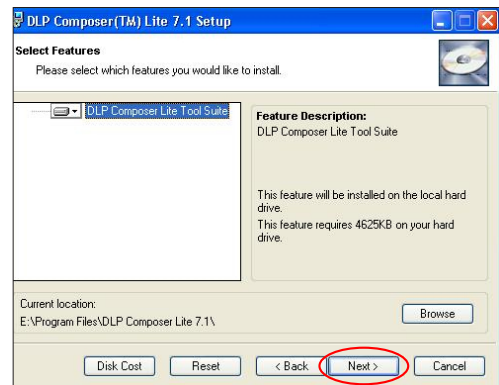 DLP Composer(TM) Lite 7.1 Setup
Select Features
Please select which features you would like to install.
DLP Composer Lite Tool Suite
Feature Description:
DLP Composer Lite Tool Suite
This feature will be installed on the local hard
drive.
This feature requires 4625KB on your hard
drive.
Current location:
E:\Program Files\DLP Composer Lite 7.1\
Browse
Disk Cost
Reset
< Back
Next >
Cancel